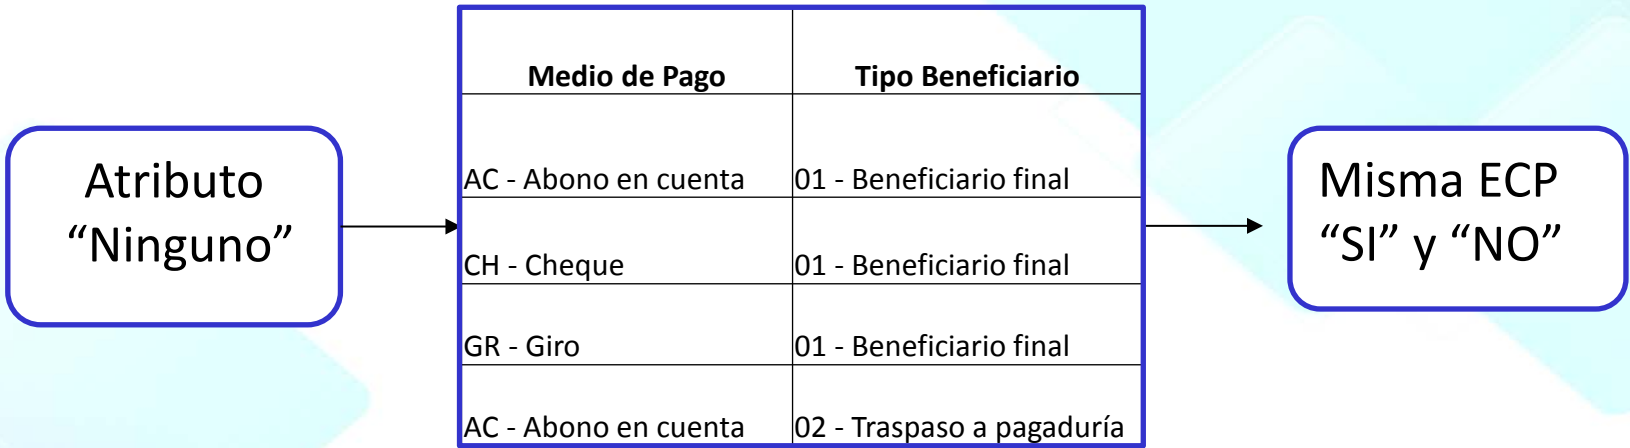 Atributo
“Ninguno”
Medio de Pago Tipo Beneficiario
AC - Abono en cuenta 01 - Beneficiario final
CH - Cheque 01 - Beneficiario final
GR - Giro 01 - Beneficiario final
AC - Abono en cuenta 02 - Traspaso a pagaduría
Misma ECP
“SI” y “NO”